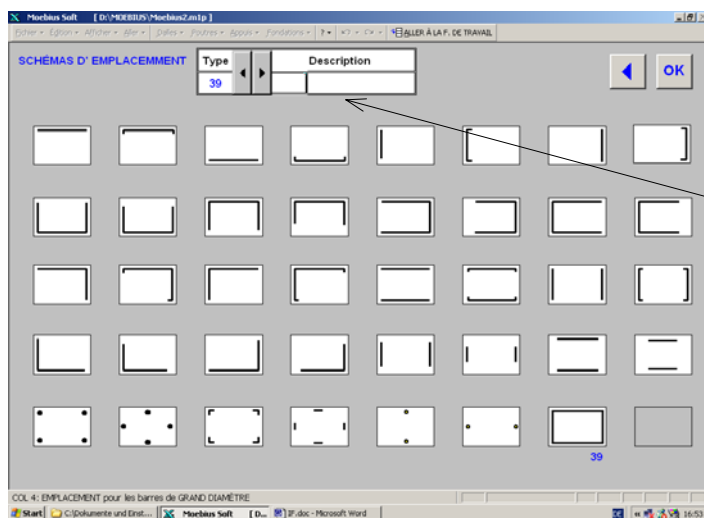 Moebius Soft [ D:\MOEBIUS\Moebius2.m1p ]
Fichier Édition Afficher Aller Dalles Poutres Appuis Fondations ? ALLER À LA F. DE TRAVAIL
SCHÉMAS D' EMPLACEMMENT
Type Description
39
OK
39
COL 4: EMPLACEMENT pour les barres de GRAND DIAMÈTRE
Start C:\Dokumente und Einst... Moebius Soft [ D... IF.doc - Microsoft Word 16:53